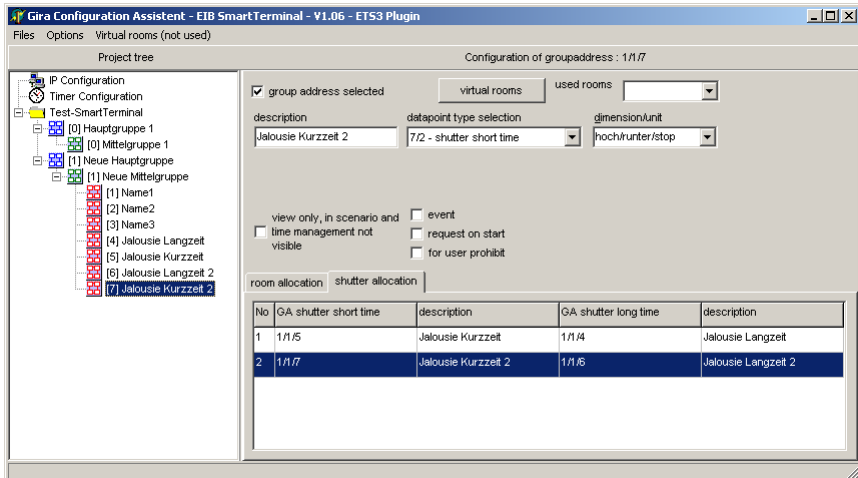 Gira Configuration Assistent - EIB SmartTerminal - V1.06 - ETS3 Plugin
Files Options Virtual rooms (not used)
Project tree
Configuration of groupaddress : 1/1/7
IP Configuration
Timer Configuration
Test-SmartTerminal
[0] Hauptgruppe 1
[0] Mittelgruppe 1
[1] Neue Hauptgruppe
[1] Neue Mittelgruppe
[1] Name1
[2] Name2
[3] Name3
[4] Jalousie Langzeit
[5] Jalousie Kurzzeit
[6] Jalousie Langzeit 2
[7] Jalousie Kurzzeit 2
group address selected
virtual rooms
used rooms
description
datapoint type selection
dimension/unit
Jalousie Kurzzeit 2
7/2 - shutter short time
hoch/runter/stop
view only, in scenario and
time management not
visible
event
request on start
for user prohibit
room allocation
shutter allocation
No GA shutter short time description GA shutter long time description
1 1/1/5 Jalousie Kurzzeit 1/1/4 Jalousie Langzeit
2 1/1/7 Jalousie Kurzzeit 2 1/1/6 Jalousie Langzeit 2